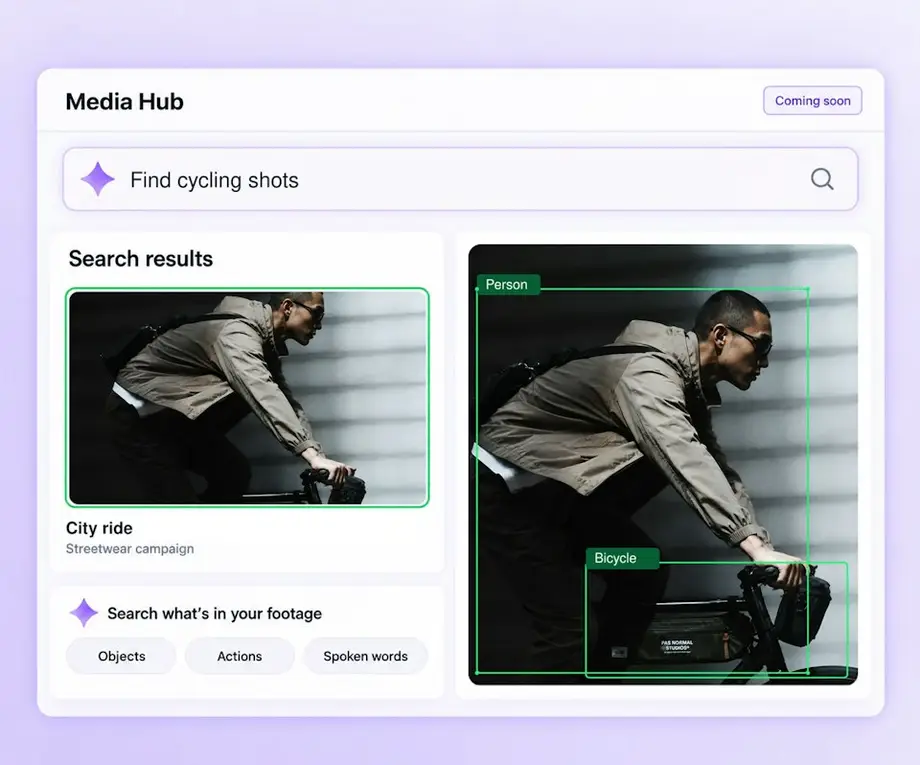 Media Hub
Coming soon
Find cycling shots
Search results
City ride
Streetwear campaign
Search what's in your footage
Objects
Actions
Spoken words
Person
Bicycle
PAS NORMAL
STUDIOS®